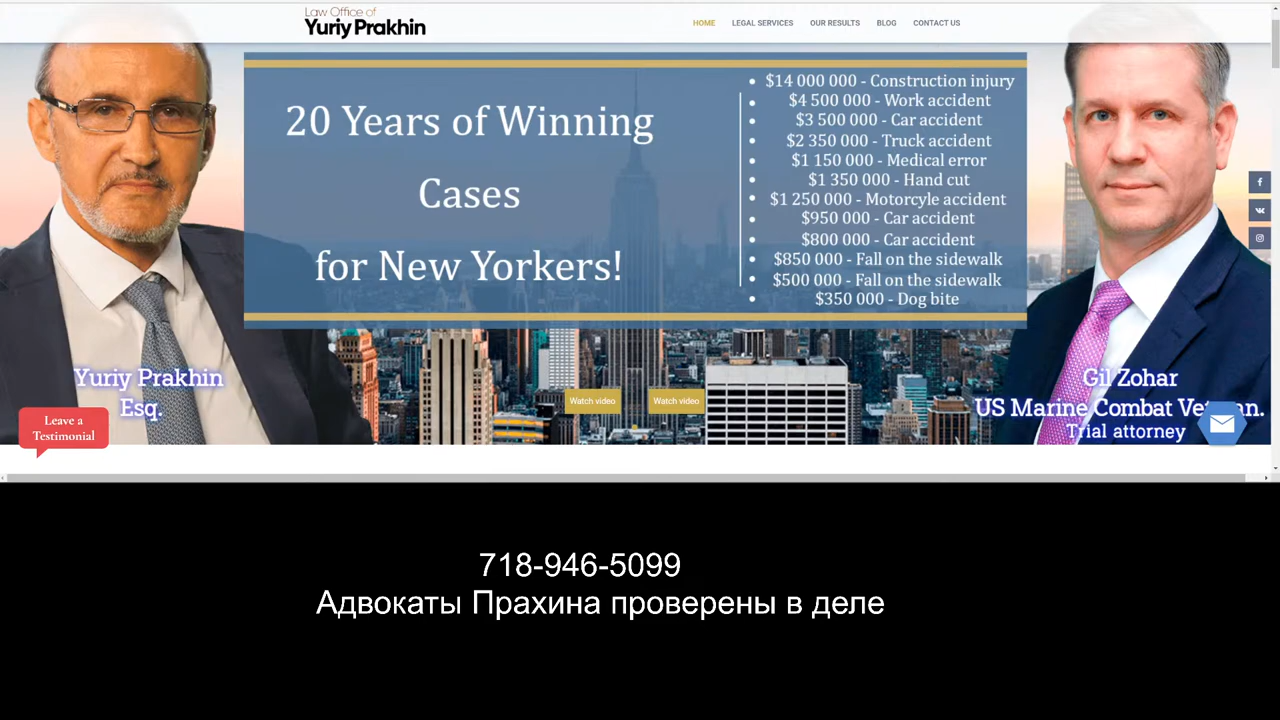 Law Office of
Yuriy Prakhin
HOME LEGAL SERVICES OUR RESULTS BLOG CONTACT US
20 Years of Winning
Cases
for New Yorkers!
• $14 000 000 - Construction injury
• $4 500 000 - Work accident
• $3 500 000 - Car accident
• $2 350 000 - Truck accident
• $1 150 000 - Medical error
• $1 350 000 - Hand cut
• $1 250 000 - Motorcyle accident
• $950 000 - Car accident
• $800 000 - Car accident
• $850 000 - Fall on the sidewalk
• $500 000 - Fall on the sidewalk
• $350 000 - Dog bite
Yuriy Prakhin
Esq.
Leave a
Testimonial
Watch video Watch video
Gil Zohar
US Marine Combat Veteran.
Trial attorney
718-946-5099
Адвокаты Прахина проверены в деле